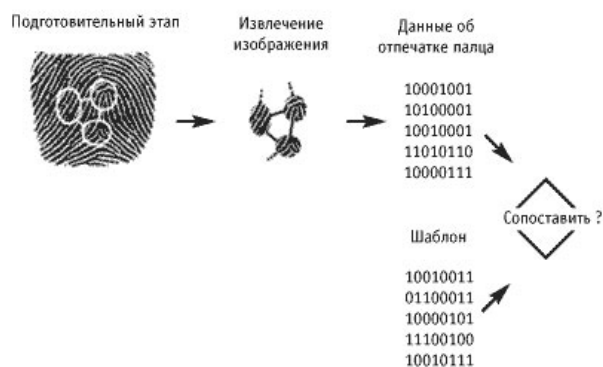 Подготовительный этап
Извлечение
изображения
Данные об
отпечатке палца
10001001
10100001
10010001
11010110
10000111
Сопоставить ?
Шаблон
10010011
01100011
10000101
11100100
10010111